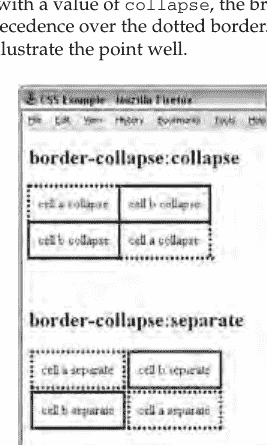 with a value of collapse, the br
ecedence over the dotted border.
llustrate the point well.
CSS Example - Mozilla Firefox
File Edit View History Bookmarks Tools Help
border-collapse:collapse
cell a collapse cell b collapse
cell b collapse cell a collapse
border-collapse:separate
cell a separate cell b separate
cell b separate cell a separate